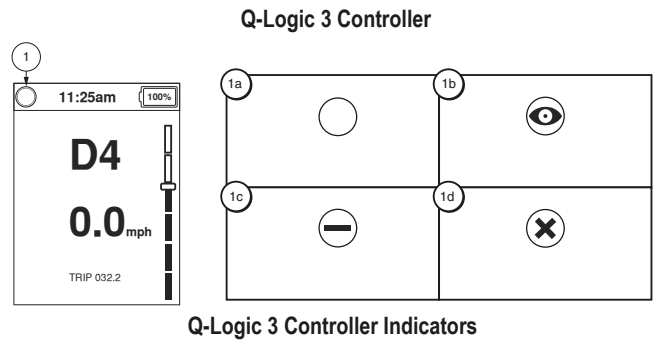 Q-Logic 3 Controller
1
11:25am
100%
D4
0.0mph
TRIP 032.2
1a
1b
1c
1d
Q-Logic 3 Controller Indicators